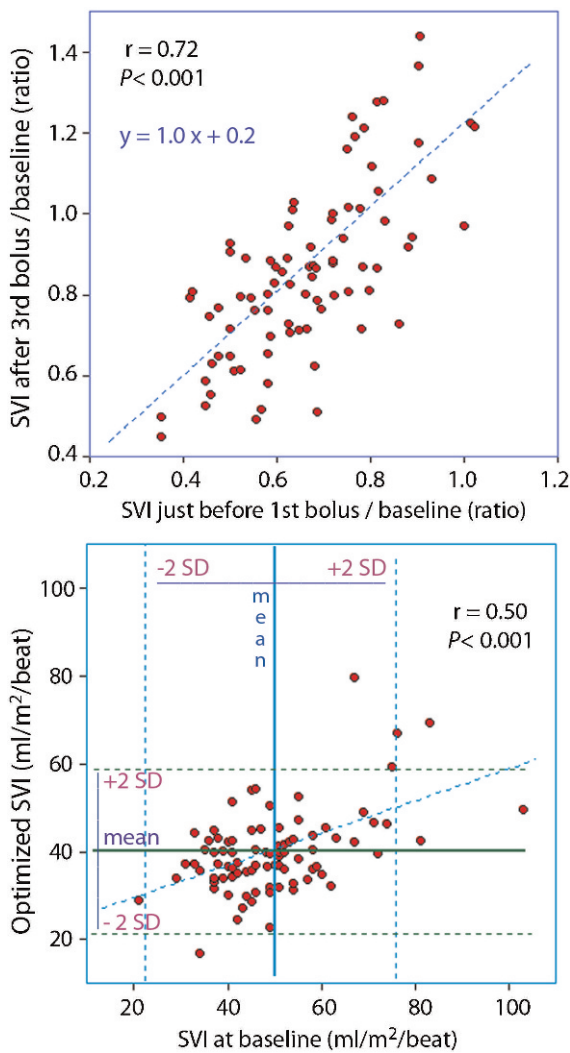 r = 0.72
P< 0.001
y = 1.0 x + 0.2
SVI after 3rd bolus /baseline (ratio)
1.4
1.2
1.0
0.8
0.6
0.4
0.2 0.4 0.6 0.8 1.0 1.2
SVI just before 1st bolus / baseline (ratio)
-2 SD +2 SD
mean
r = 0.50
P< 0.001
Optimized SVI (ml/m²/beat)
100
80
60
40
20
+2 SD
mean
- 2 SD
20 40 60 80 100
SVI at baseline (ml/m²/beat)